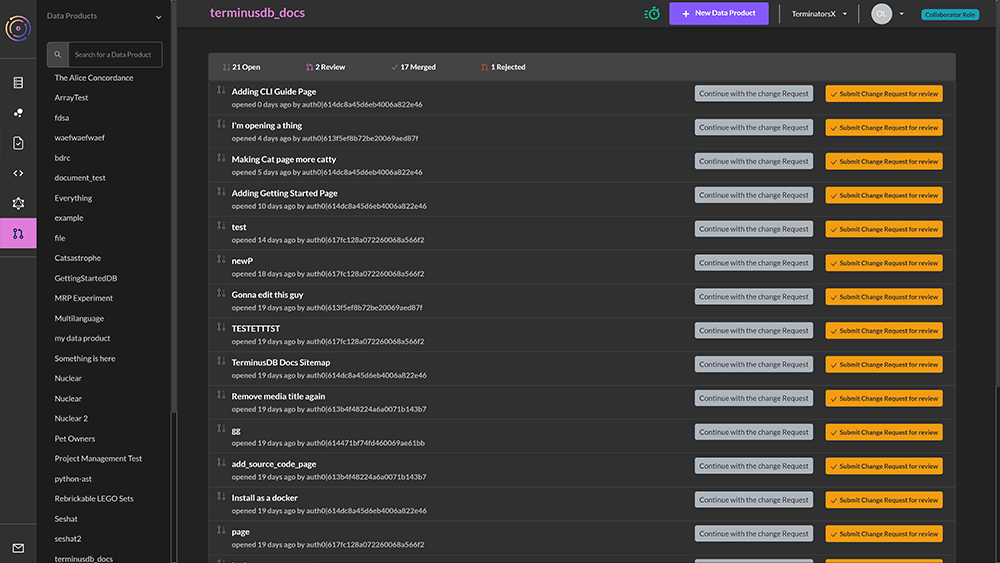 Data Products
terminusdb_docs
New Data Product
TerminatorsX
OL
Collaborator Role
Search for a Data Product
The Alice Concordance
ArrayTest
fdsa
waefwaefwaef
bdrc
document_test
Everything
example
file
Catsastrophe
GettingStartedDB
MRP Experiment
Multilanguage
my data product
Something is here
Nuclear
Nuclear
Nuclear 2
Pet Owners
Project Management Test
python-ast
Rebrickable LEGO Sets
Seshat
seshat2
terminusdb_docs
21 Open
2 Review
17 Merged
1 Rejected
Adding CLI Guide Page
opened 0 days ago by auth0|614dc8a45d6eb4006a822e46
Continue with the change Request
Submit Change Request for review
I'm opening a thing
opened 4 days ago by auth0|613f5ef8b72be20069aed87f
Continue with the change Request
Submit Change Request for review
Making Cat page more catty
opened 5 days ago by auth0|614dc8a45d6eb4006a822e46
Continue with the change Request
Submit Change Request for review
Adding Getting Started Page
opened 10 days ago by auth0|614dc8a45d6eb4006a822e46
Continue with the change Request
Submit Change Request for review
test
opened 14 days ago by auth0|617fc128a072260068a566f2
Continue with the change Request
Submit Change Request for review
newP
opened 18 days ago by auth0|617fc128a072260068a566f2
Continue with the change Request
Submit Change Request for review
Gonna edit this guy
opened 19 days ago by auth0|613f5ef8b72be20069aed87f
Continue with the change Request
Submit Change Request for review
TESTETTTST
opened 19 days ago by auth0|617fc128a072260068a566f2
Continue with the change Request
Submit Change Request for review
TerminusDB Docs Sitemap
opened 19 days ago by auth0|614dc8a45d6eb4006a822e46
Continue with the change Request
Submit Change Request for review
Remove media title again
opened 19 days ago by auth0|613b4f48224a6a0071b143b7
Continue with the change Request
Submit Change Request for review
gg
opened 19 days ago by auth0|614471bf74fd460069ae61bb
Continue with the change Request
Submit Change Request for review
add_source_code_page
opened 19 days ago by auth0|613b4f48224a6a0071b143b7
Continue with the change Request
Submit Change Request for review
Install as a docker
opened 19 days ago by auth0|614dc8a45d6eb4006a822e46
Continue with the change Request
Submit Change Request for review
page
opened 19 days ago by auth0|617fc128a072260068a566f2
Continue with the change Request
Submit Change Request for review